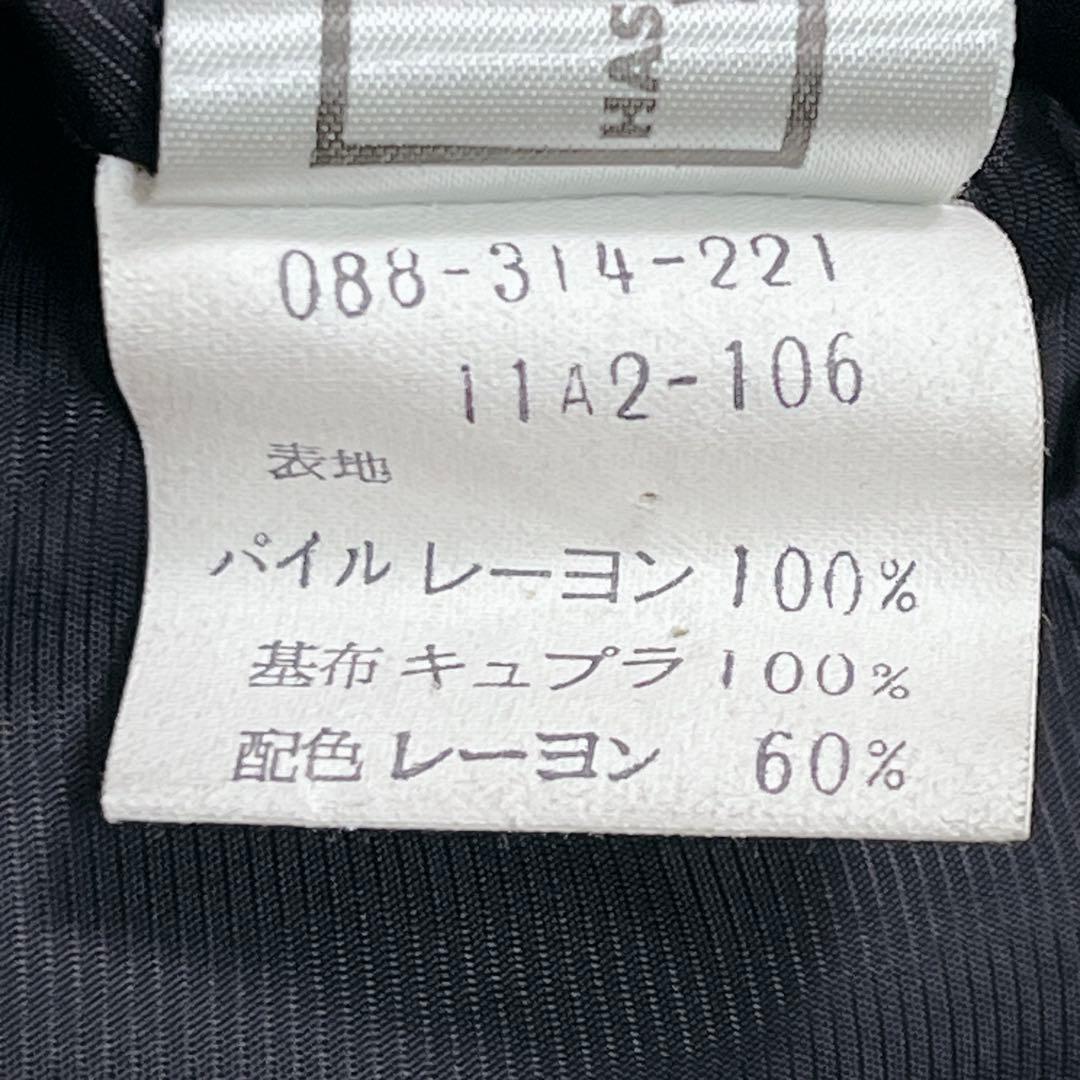 HAS
088-314-221
11A2-106
表地
パイル レーヨン 100%
基布 キュプラ 100%
配色 レーヨン 60%